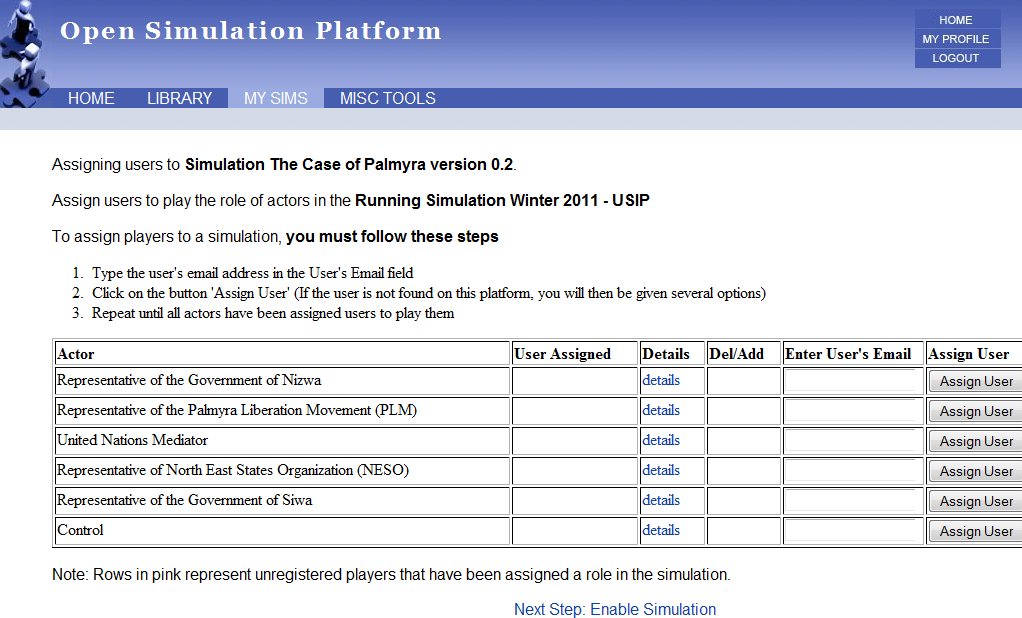 Open Simulation Platform
HOME
MY PROFILE
LOGOUT
HOME LIBRARY MY SIMS MISC TOOLS
Assigning users to Simulation The Case of Palmyra version 0.2.
Assign users to play the role of actors in the Running Simulation Winter 2011 - USIP
To assign players to a simulation, you must follow these steps
1. Type the user's email address in the User's Email field
2. Click on the button 'Assign User' (If the user is not found on this platform, you will then be given several options)
3. Repeat until all actors have been assigned users to play them
Actor User Assigned Details Del/Add Enter User's Email Assign User
Representative of the Government of Nizwa details Assign User
Representative of the Palmyra Liberation Movement (PLM) details Assign User
United Nations Mediator details Assign User
Representative of North East States Organization (NESO) details Assign User
Representative of the Government of Siwa details Assign User
Control details Assign User
Note: Rows in pink represent unregistered players that have been assigned a role in the simulation.
Next Step: Enable Simulation